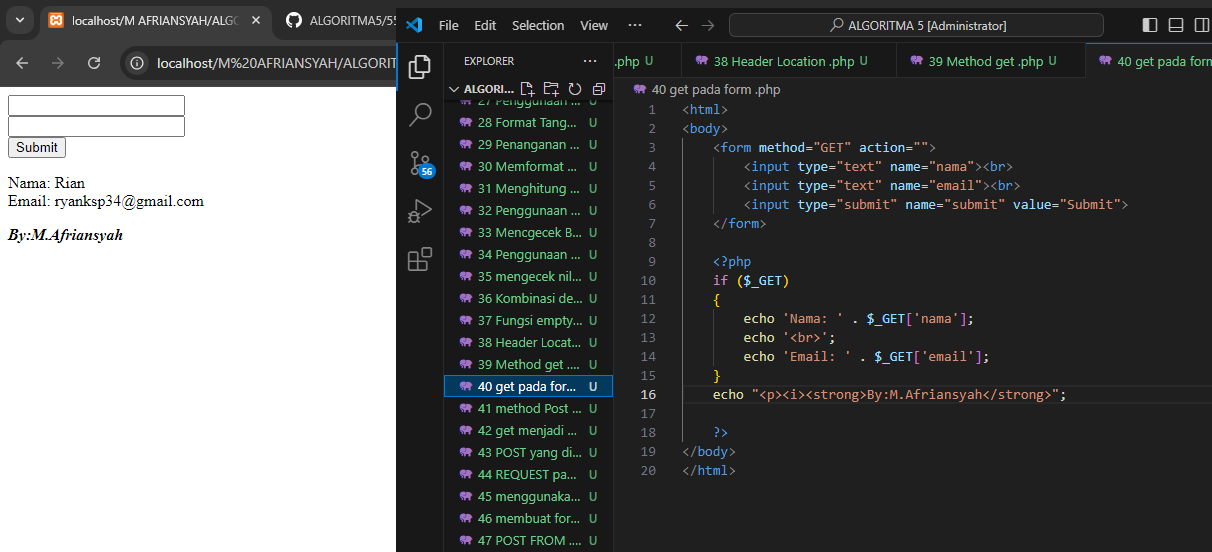 localhost/M AFRIANSYAH/ALGO
ALGORITMA5/55
localhost/M%20AFRIANSYAH/ALGORIT
Submit
Nama: Rian
Email: ryanksp34@gmail.com
By:M.Afriansyah
File Edit Selection View ···
ALGORITMA 5 [Administrator]
56
EXPLORER ···
ALGORI...
27 Penggunaan ... U
28 Format Tang... U
29 Penanganan ... U
30 Memformat ... U
31 Menghitung ... U
32 Penggunaan ... U
33 Mencgecek B... U
34 Penggunaan ... U
35 mengecek nil... U
36 Kombinasi de... U
37 Fungsi empty... U
38 Header Locat... U
39 Method get .... U
40 get pada for... U
41 method Post ... U
42 get menjadi ... U
43 POST yang di... U
44 REQUEST pa... U
45 menggunaka... U
46 membuat for... U
47 POST FROM .... U
.php U
38 Header Location .php U
39 Method get .php U
40 get pada form
40 get pada form .php
1 <html>
2 <body>
3 <form method="GET" action="">
4 <input type="text" name="nama"><br>
5 <input type="text" name="email"><br>
6 <input type="submit" name="submit" value="Submit">
7 </form>
8
9 <?php
10 if ($_GET)
11 {
12 echo 'Nama: ' . $_GET['nama'];
13 echo '<br>';
14 echo 'Email: ' . $_GET['email'];
15 }
16 echo "<p><i><strong>By:M.Afriansyah</strong>";
17
18 ?>
19 </body>
20 </html>